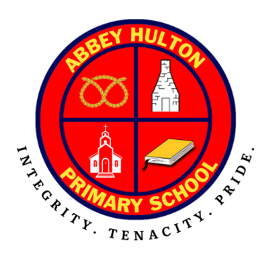 ABBEY HULTON
PRIMARY SCHOOL
INTEGRITY. TENACITY. PRIDE.